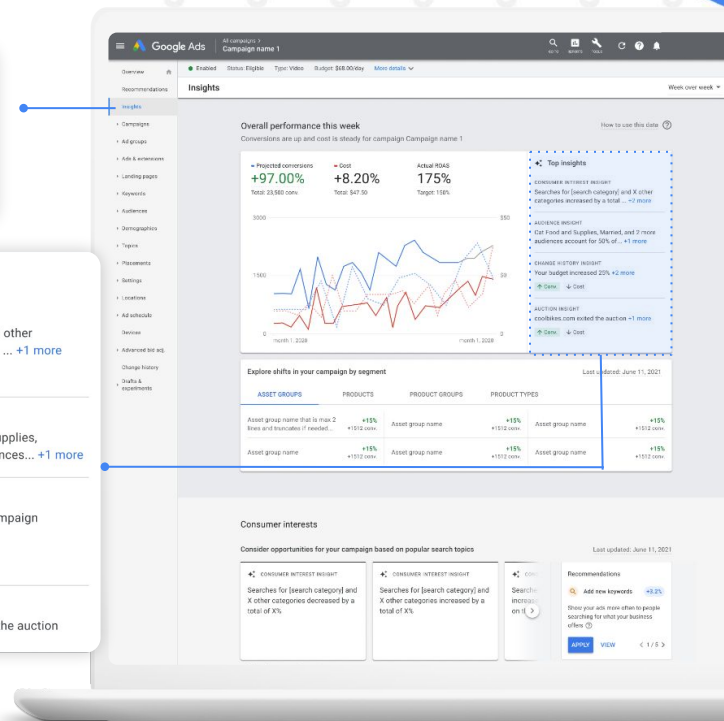 Google Ads
All campaigns >
Campaign name 1
Overview
Enabled Status: Eligible Type: Video Budget: $68.00/day More details
Recommendations
Insights
Week over week
Insights
Campaigns
Ad groups
Ads & extensions
Landing pages
Keywords
Audiences
Demographics
Topics
Placements
Settings
Locations
Ad schedule
Devices
Advanced bid adj.
Change history
Drafts &
experiments
Overall performance this week
How to use this data
Conversions are up and cost is steady for campaign Campaign name 1
Projected conversions
+97.00%
Total: 23,500 conv.
Cost
+8.20%
Total: $47.50
Actual ROAS
175%
Target: 150%
3000
1500
0
month 1, 2026
month 1, 2026
Top insights
CONSUMER INTEREST INSIGHT
Searches for [search category] and X other
categories increased by a total ... +2 more
AUDIENCE INSIGHT
Cat Food and Supplies, Married, and 2 more
audiences account for 50% of... +1 more
CHANGE HISTORY INSIGHT
Your budget increased 25% +2 more
↑ Conv. ↓ Cost
AUCTION INSIGHT
coolbikes.com exited the auction +1 more
↑ Conv. ↓ Cost
Explore shifts in your campaign by segment
Last updated: June 11, 2021
ASSET GROUPS PRODUCTS PRODUCT GROUPS PRODUCT TYPES
Asset group name that is max 2
lines and truncates if needed...
+15%
+1512 conv.
Asset group name
+15%
+1512 conv.
Asset group name
+15%
+1512 conv.
Asset group name
+15%
+1512 conv.
Asset group name
+15%
+1512 conv.
Asset group name
+15%
+1512 conv.
Consumer interests
Consider opportunities for your campaign based on popular search topics
Last updated: June 11, 2021
CONSUMER INTEREST INSIGHT
Searches for [search category] and
X other categories decreased by a
total of X%
CONSUMER INTEREST INSIGHT
Searches for [search category] and
X other categories increased by a
total of X%
Recommendations
Add new keywords +3.2%
Show your ads more often to people
searching for what your business
offers
APPLY VIEW < 1 / 5 >
other
... +1 more
upplies,
ences... +1 more
mpaign
he auction